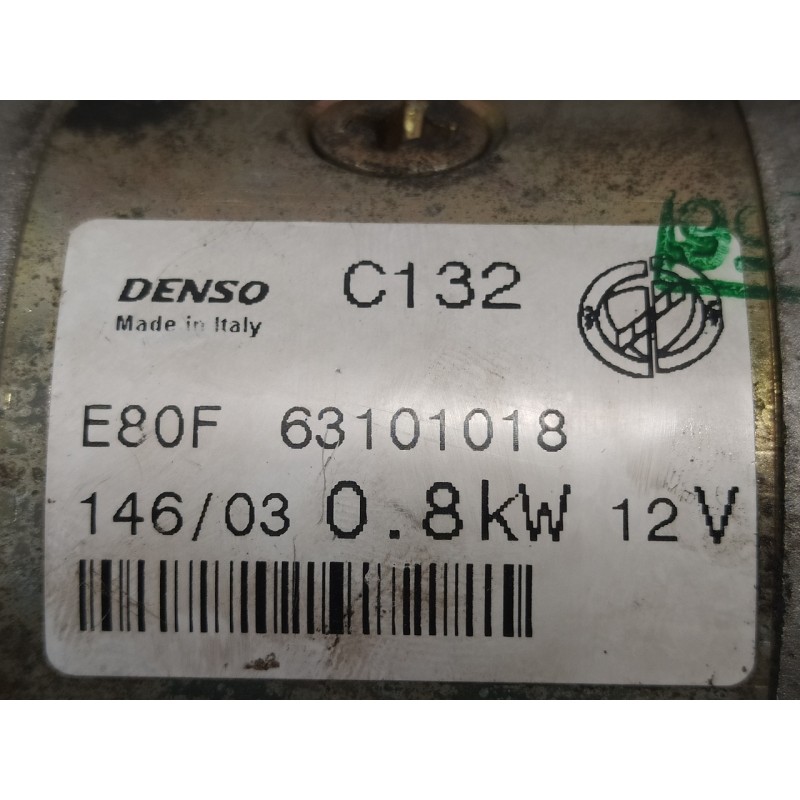 DENSO C132
Made in Italy
E80F 63101018
146/03 0.8kW 12V